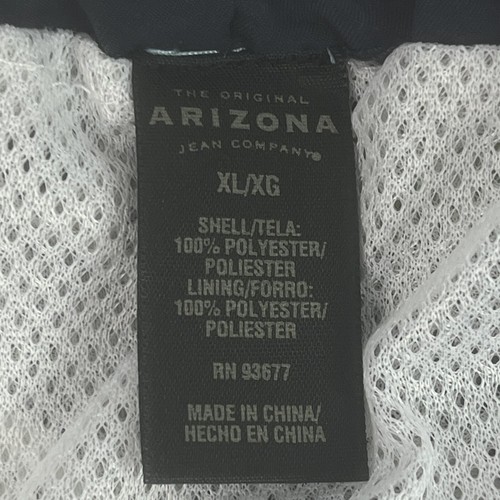 THE ORIGINAL
ARIZONA
JEAN COMPANY®
XL/XG
SHELL/TELA:
100% POLYESTER/
POLIESTER
LINING/FORRO:
100% POLYESTER/
POLIESTER
RN 93677
MADE IN CHINA/
HECHO EN CHINA